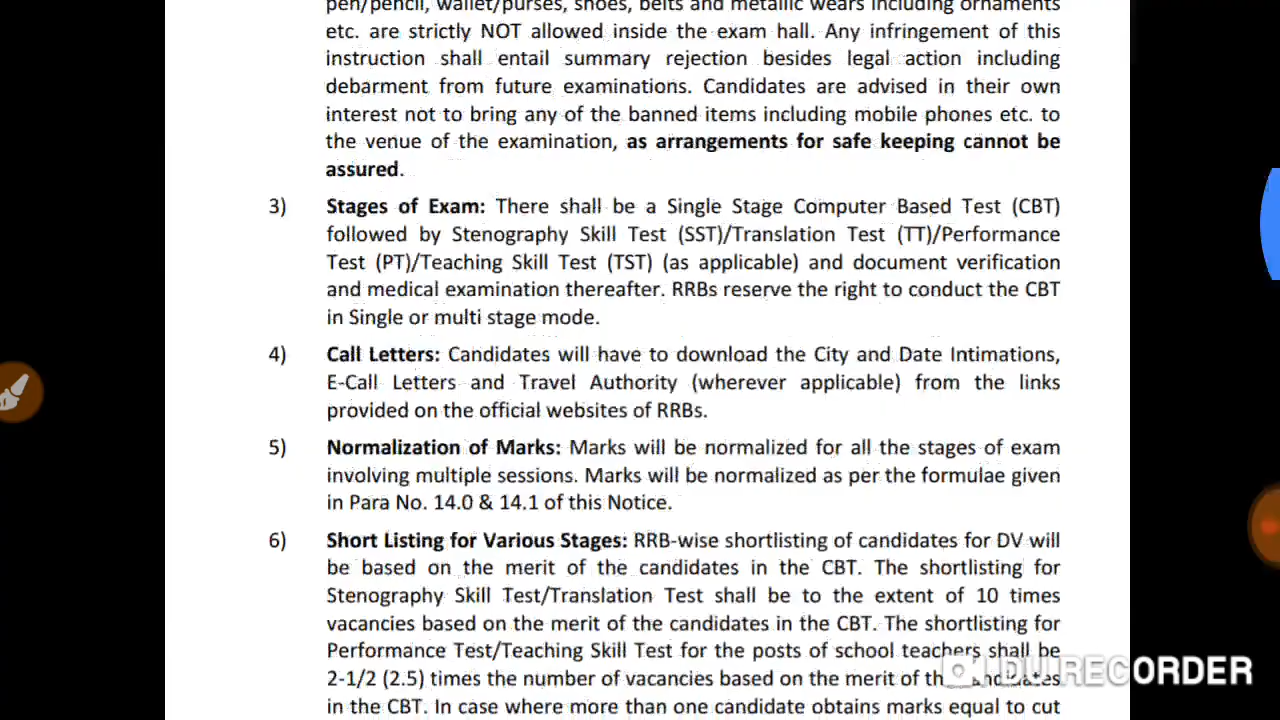 pen/pencil, wallet/purses, shoes, belts and metallic wears including ornaments
etc. are strictly NOT allowed inside the exam hall. Any infringement of this
instruction shall entail summary rejection besides legal action including
debarment from future examinations. Candidates are advised in their own
interest not to bring any of the banned items including mobile phones etc. to
the venue of the examination, as arrangements for safe keeping cannot be
assured.
3) Stages of Exam: There shall be a Single Stage Computer Based Test (CBT)
followed by Stenography Skill Test (SST)/Translation Test (TT)/Performance
Test (PT)/Teaching Skill Test (TST) (as applicable) and document verification
and medical examination thereafter. RRBs reserve the right to conduct the CBT
in Single or multi stage mode.
4) Call Letters: Candidates will have to download the City and Date Intimations,
E-Call Letters and Travel Authority (wherever applicable) from the links
provided on the official websites of RRBs.
5) Normalization of Marks: Marks will be normalized for all the stages of exam
involving multiple sessions. Marks will be normalized as per the formulae given
in Para No. 14.0 & 14.1 of this Notice.
6) Short Listing for Various Stages: RRB-wise shortlisting of candidates for DV will
be based on the merit of the candidates in the CBT. The shortlisting for
Stenography Skill Test/Translation Test shall be to the extent of 10 times
vacancies based on the merit of the candidates in the CBT. The shortlisting for
Performance Test/Teaching Skill Test for the posts of school teachers shall be
2-1/2 (2.5) times the number of vacancies based on the merit of the candidates
in the CBT. In case where more than one candidate obtains marks equal to cut
DU RECORDER